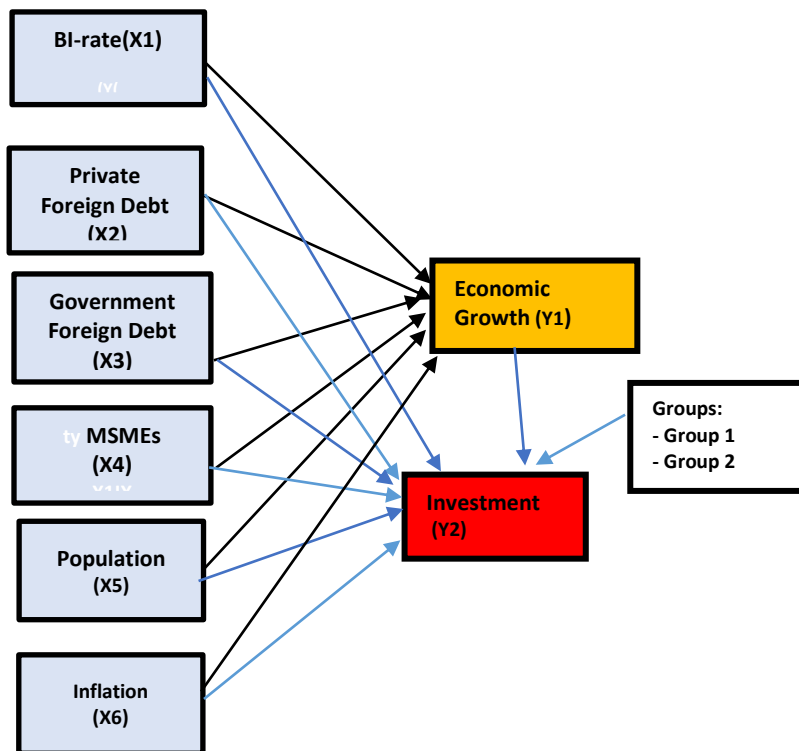 BI-rate(X1)
Private
Foreign Debt
(X2)
Government
Foreign Debt
(X3)
ty MSMEs
(X4)
Population
(X5)
Inflation
(X6)
Economic
Growth (Y1)
Investment
(Y2)
Groups:
- Group 1
- Group 2